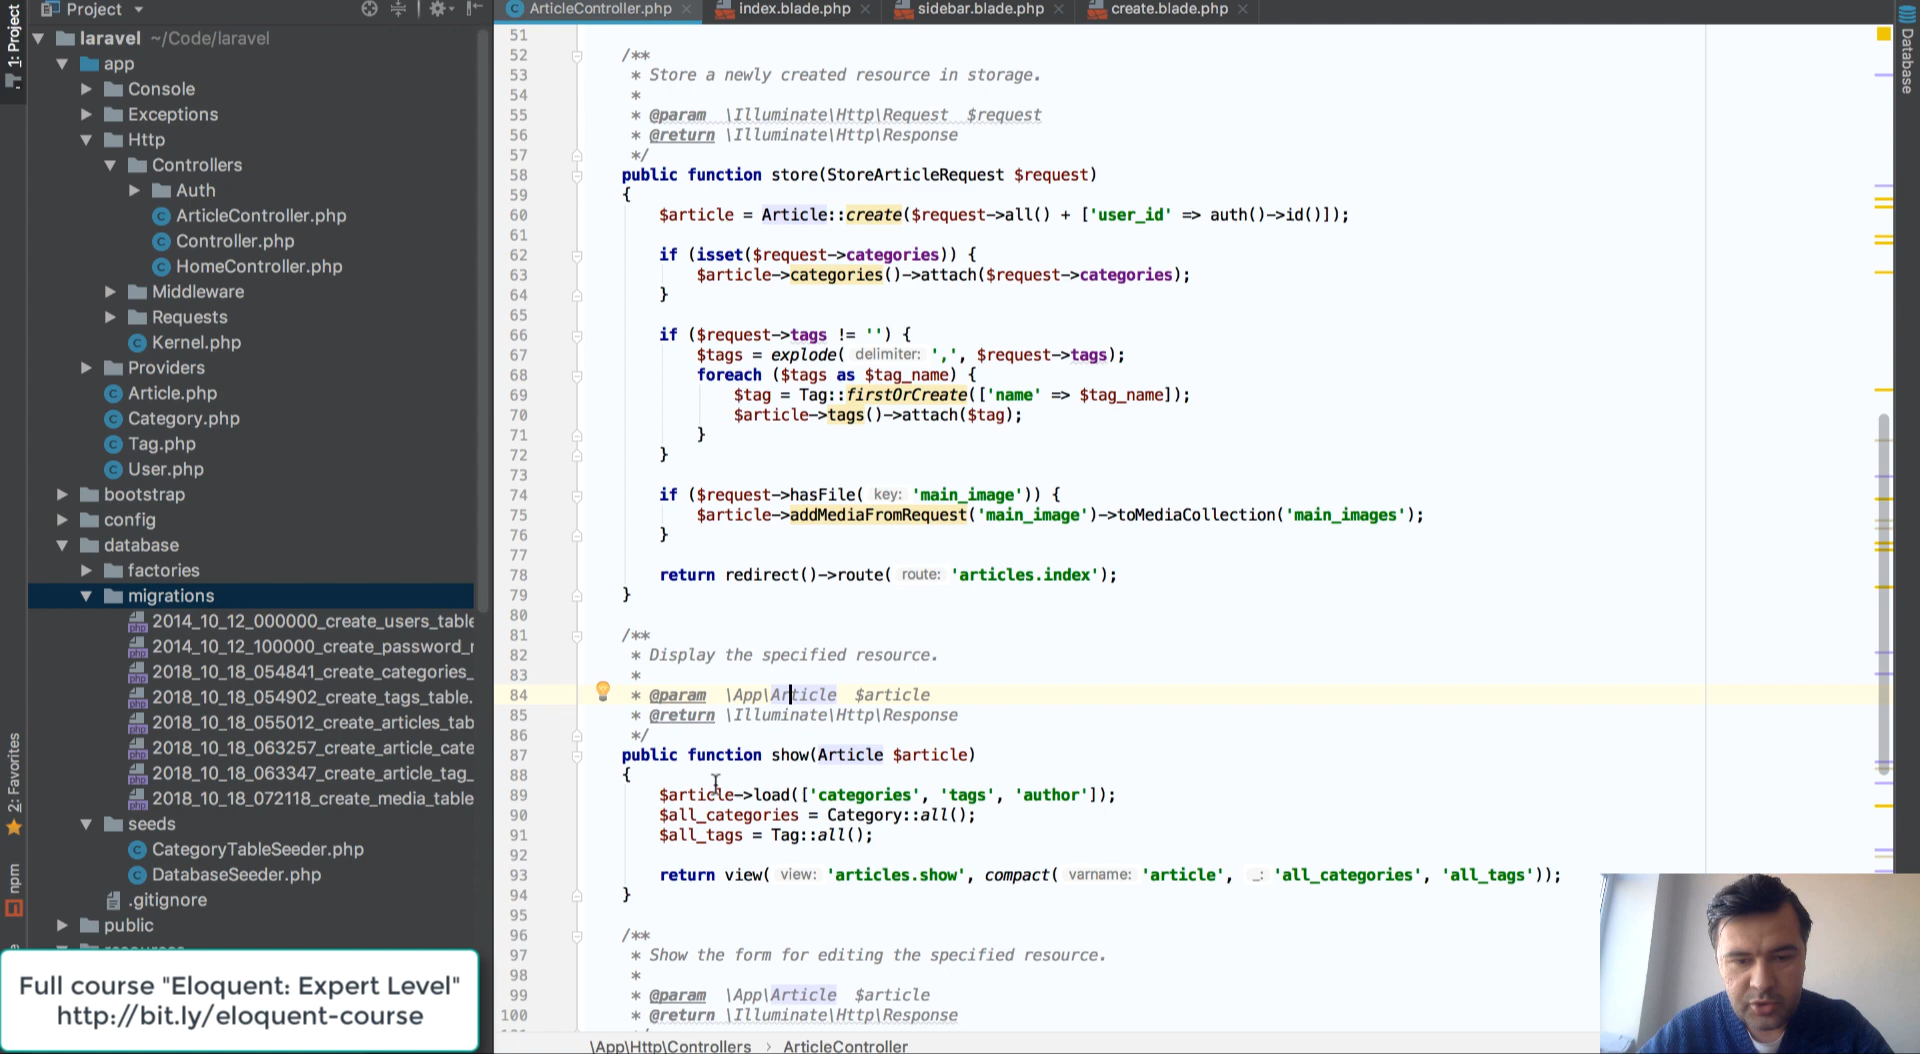 Project
ArticleController.php
index.blade.php
sidebar.blade.php
create.blade.php
1: Project
2: Favorites
npm
Database
laravel ~/Code/laravel
app
Console
Exceptions
Http
Controllers
Auth
ArticleController.php
Controller.php
HomeController.php
Middleware
Requests
Kernel.php
Providers
Article.php
Category.php
Tag.php
User.php
bootstrap
config
database
factories
migrations
2014_10_12_000000_create_users_table
2014_10_12_100000_create_password_r
2018_10_18_054841_create_categories_
2018_10_18_054902_create_tags_table.
2018_10_18_055012_create_articles_tab
2018_10_18_063257_create_article_cate
2018_10_18_063347_create_article_tag_
2018_10_18_072118_create_media_table
seeds
CategoryTableSeeder.php
DatabaseSeeder.php
.gitignore
public
51
52 /**
53 * Store a newly created resource in storage.
54 *
55 * @param \Illuminate\Http\Request $request
56 * @return \Illuminate\Http\Response
57 */
58 public function store(StoreArticleRequest $request)
59 {
60 $article = Article::create($request->all() + ['user_id' => auth()->id()]);
61
62 if (isset($request->categories)) {
63 $article->categories()->attach($request->categories);
64 }
65
66 if ($request->tags != '') {
67 $tags = explode( delimiter: ',', $request->tags);
68 foreach ($tags as $tag_name) {
69 $tag = Tag::firstOrCreate(['name' => $tag_name]);
70 $article->tags()->attach($tag);
71 }
72 }
73
74 if ($request->hasFile( key: 'main_image')) {
75 $article->addMediaFromRequest('main_image')->toMediaCollection('main_images');
76 }
77
78 return redirect()->route( route: 'articles.index');
79 }
80
81 /**
82 * Display the specified resource.
83 *
84 * @param \App\Article $article
85 * @return \Illuminate\Http\Response
86 */
87 public function show(Article $article)
88 {
89 $article->load(['categories', 'tags', 'author']);
90 $all_categories = Category::all();
91 $all_tags = Tag::all();
92
93 return view( view: 'articles.show', compact( varname: 'article', _: 'all_categories', 'all_tags'));
94 }
95
96 /**
97 * Show the form for editing the specified resource.
98 *
99 * @param \App\Article $article
100 * @return \Illuminate\Http\Response
\App\Http\Controllers › ArticleController
Full course "Eloquent: Expert Level"
http://bit.ly/eloquent-course